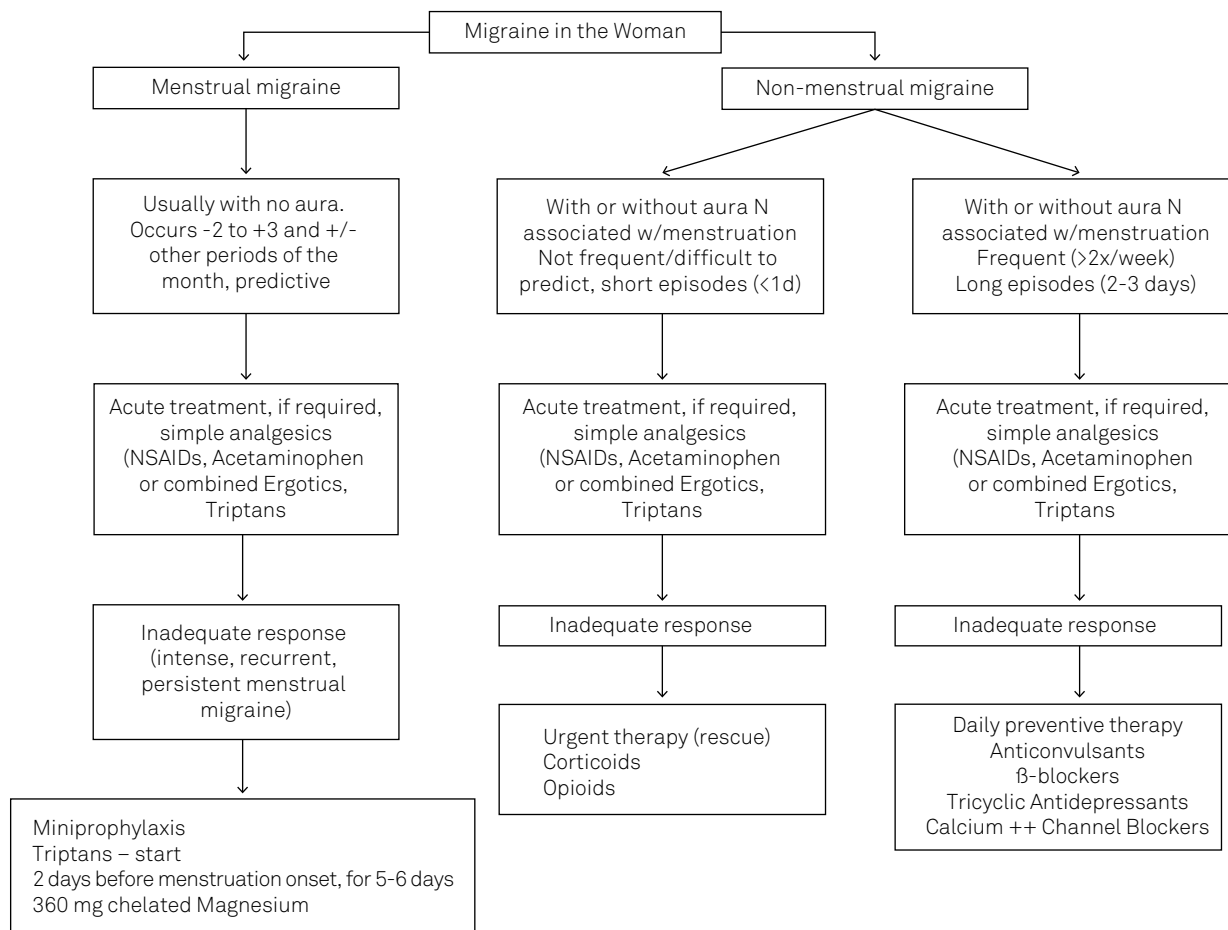 Migraine in the Woman
Menstrual migraine
Non-menstrual migraine
Usually with no aura.
Occurs -2 to +3 and +/-
other periods of the
month, predictive
With or without aura N
associated w/menstruation
Not frequent/difficult to
predict, short episodes (<1d)
With or without aura N
associated w/menstruation
Frequent (>2x/week)
Long episodes (2-3 days)
Acute treatment, if required,
simple analgesics
(NSAIDs, Acetaminophen
or combined Ergotics,
Triptans
Acute treatment, if required,
simple analgesics
(NSAIDs, Acetaminophen
or combined Ergotics,
Triptans
Acute treatment, if required,
simple analgesics
(NSAIDs, Acetaminophen
or combined Ergotics,
Triptans
Inadequate response
(intense, recurrent,
persistent menstrual
migraine)
Inadequate response
Inadequate response
Miniprophylaxis
Triptans – start
2 days before menstruation onset, for 5-6 days
360 mg chelated Magnesium
Urgent therapy (rescue)
Corticoids
Opioids
Daily preventive therapy
Anticonvulsants
ß-blockers
Tricyclic Antidepressants
Calcium ++ Channel Blockers